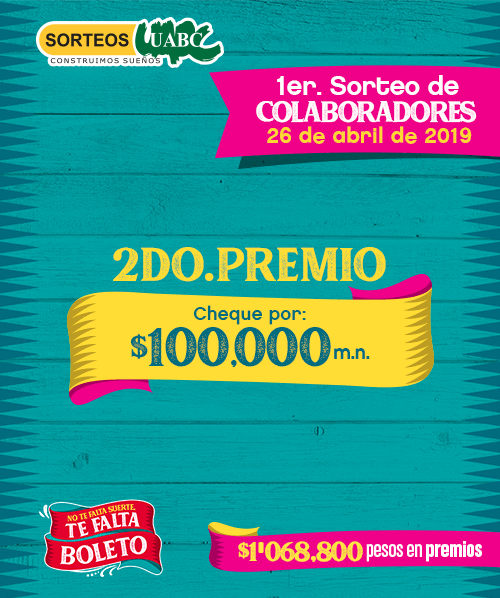 SORTEOS UABC
CONSTRUIMOS SUEÑOS
1er. Sorteo de
COLABORADORES
26 de abril de 2019
2DO.PREMIO
Cheque por:
$100,000 m.n.
NO TE FALTA SUERTE,
TE FALTA
BOLETO
$1'068,800 pesos en premios